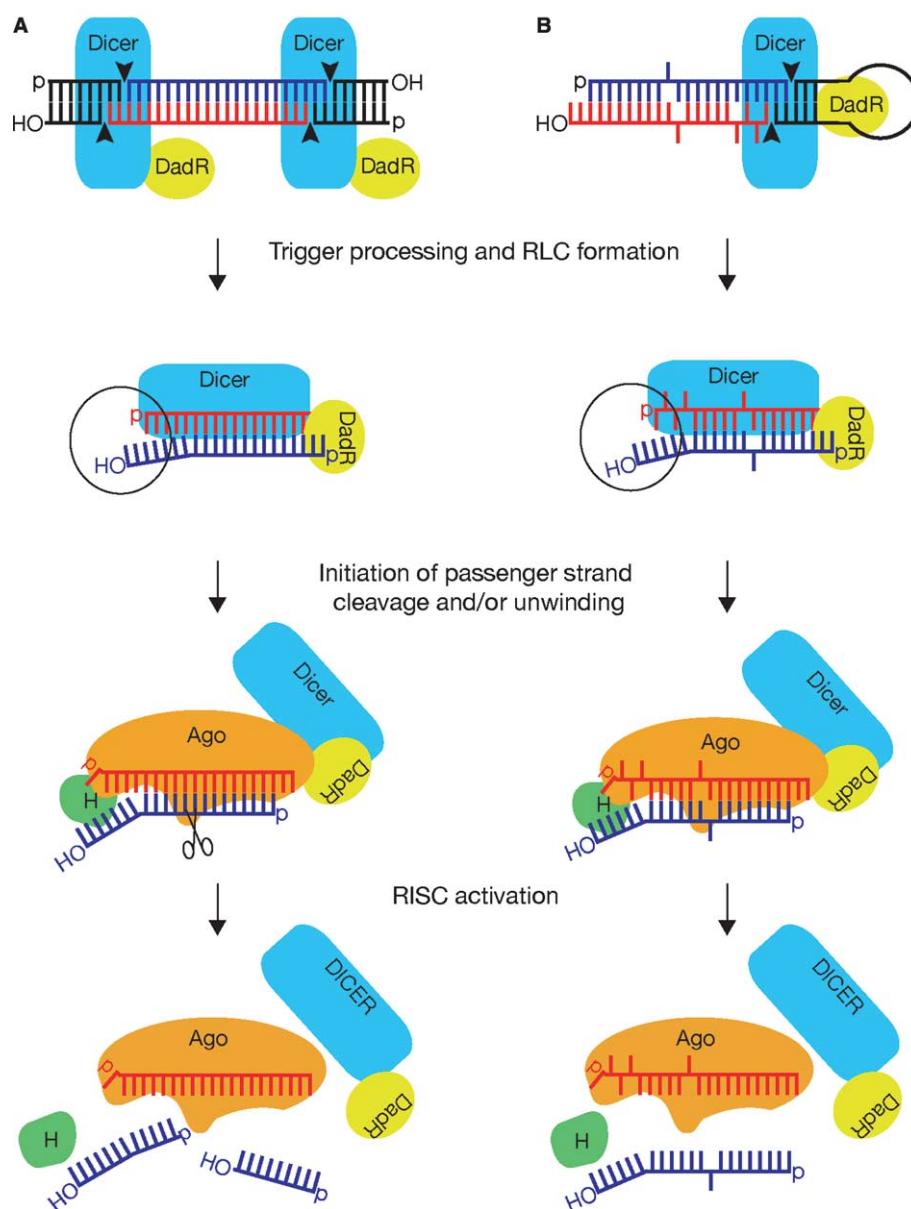 A
B
Dicer
Dicer
Dicer
p
OH
HO
p
DadR
DadR
p
HO
DadR
Trigger processing and RLC formation
Dicer
p
HO
p
DadR
Dicer
p
HO
p
DadR
Initiation of passenger strand
cleavage and/or unwinding
Dicer
Ago
DadR
p
H
HO
p
Dicer
Ago
DadR
p
H
HO
p
RISC activation
DICER
Ago
DadR
p
H
HO
p
HO
p
DICER
Ago
DadR
p
H
HO
p